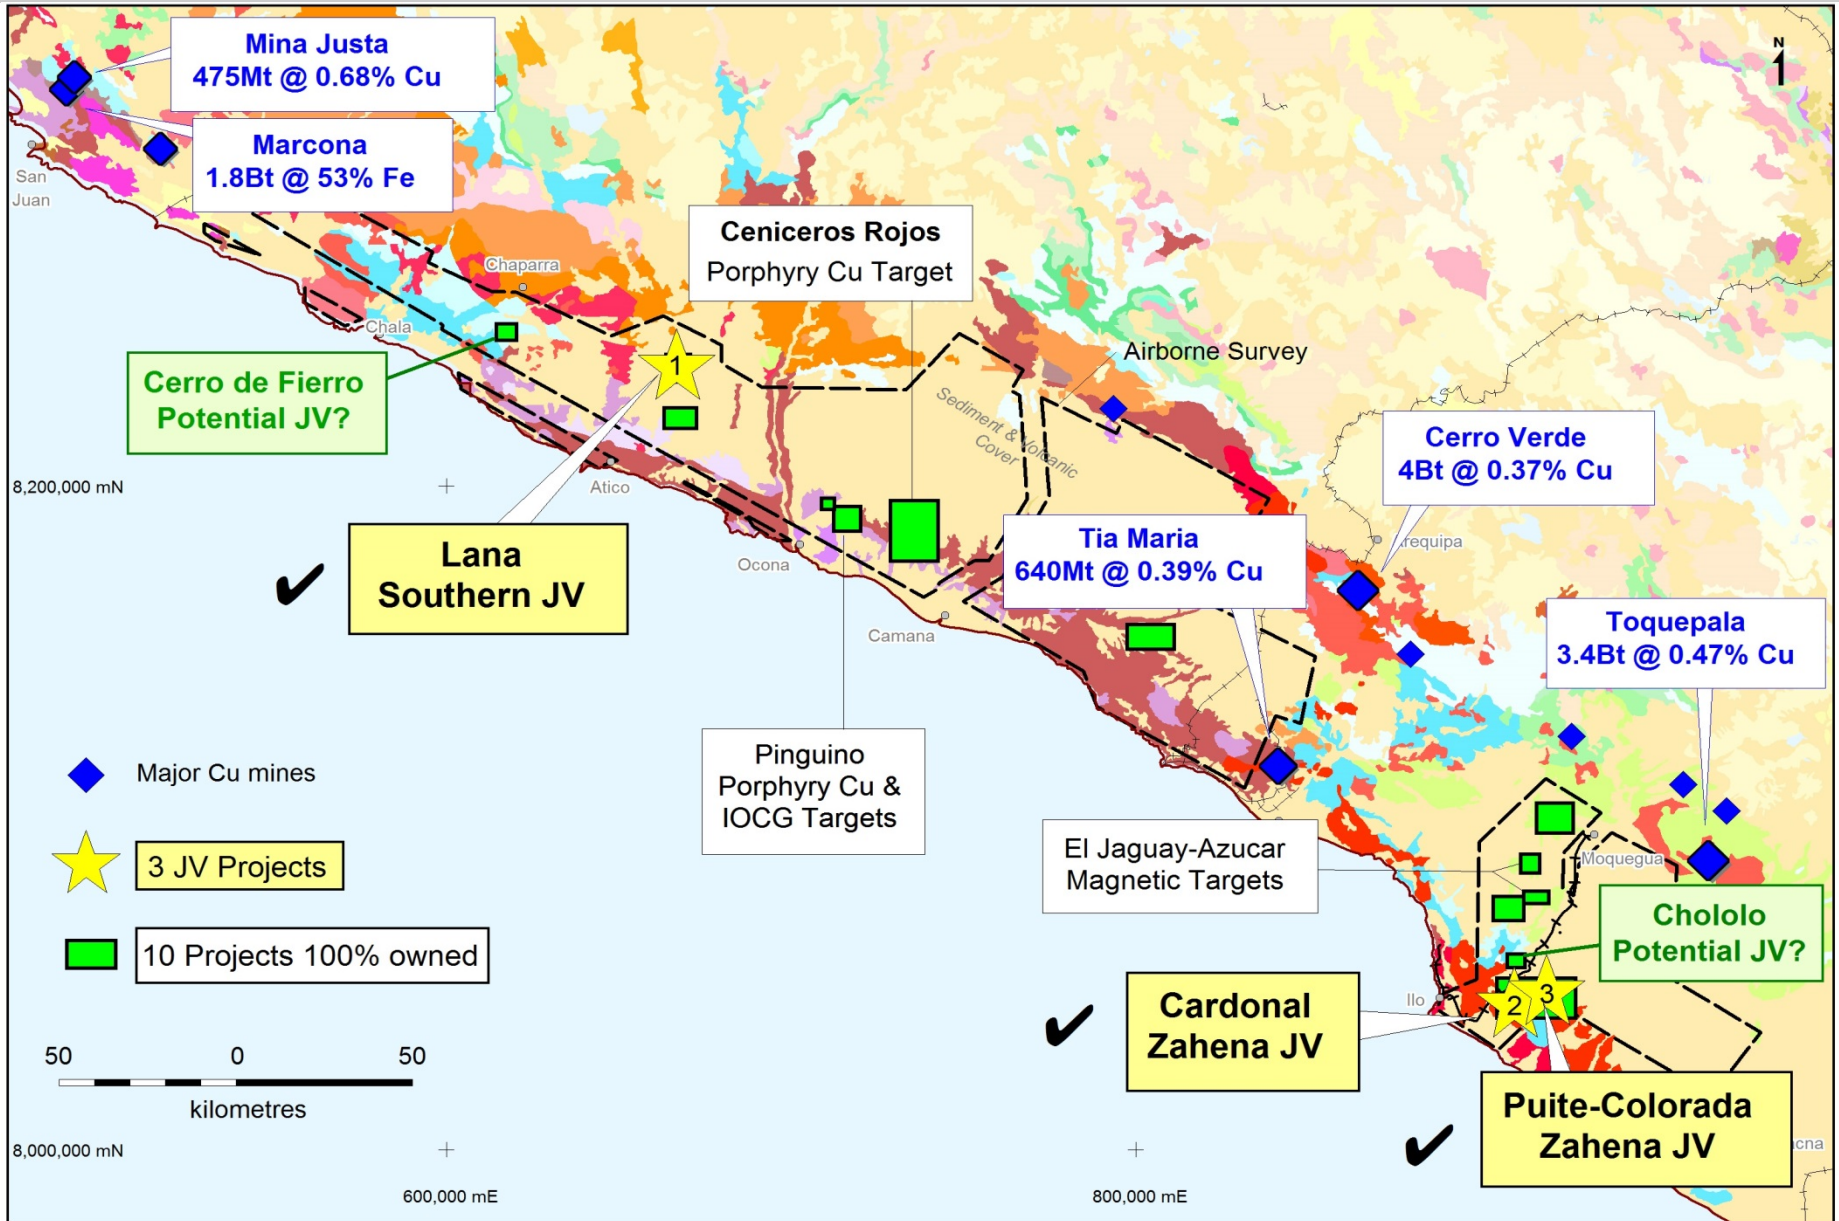 N
Mina Justa
475Mt @ 0.68% Cu
Marcona
1.8Bt @ 53% Fe
San
Juan
Ceniceros Rojos
Porphyry Cu Target
Chaparra
Chala
Airborne Survey
Cerro de Fierro
Potential JV?
1
Sediment & Volcanic
Cover
Cerro Verde
4Bt @ 0.37% Cu
8,200,000 mN
Atico
Lana
Southern JV
Ocona
Tia Maria
640Mt @ 0.39% Cu
Arequipa
Camana
Toquepala
3.4Bt @ 0.47% Cu
Pinguino
Porphyry Cu &
IOCG Targets
Major Cu mines
3 JV Projects
10 Projects 100% owned
El Jaguay-Azucar
Magnetic Targets
Moquegua
Chololo
Potential JV?
Ilo
2
3
Cardonal
Zahena JV
Puite-Colorada
Zahena JV
50
0
50
kilometres
8,000,000 mN
600,000 mE
800,000 mE